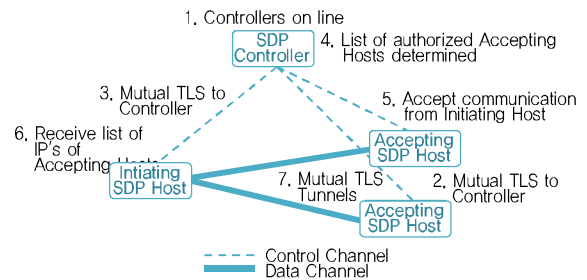 1. Controllers on line
SDP
Controller
4. List of authorized Accepting
Hosts determined
3. Mutual TLS to
Controller
5. Accept communication
from Initiating Host
6. Receive list of
IP's of
Accepting Hosts
Accepting
SDP Host
Intiating
SDP Host
7. Mutual TLS
Tunnels
2. Mutual TLS to
Controller
Accepting
SDP Host
Control Channel
Data Channel